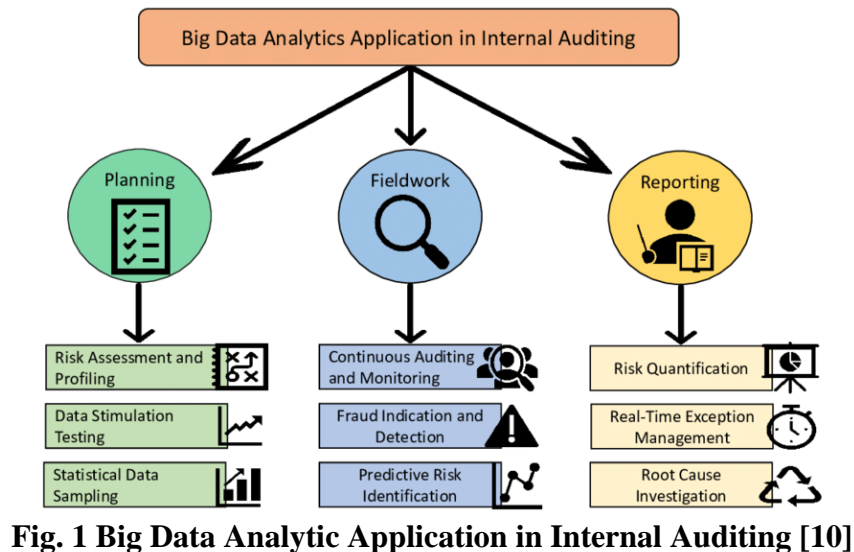 Big Data Analytics Application in Internal Auditing
Planning
Fieldwork
Reporting
Risk Assessment and
Profiling
Data Stimulation
Testing
Statistical Data
Sampling
Continuous Auditing
and Monitoring
Fraud Indication and
Detection
Predictive Risk
Identification
Risk Quantification
Real-Time Exception
Management
Root Cause
Investigation
Fig. 1 Big Data Analytic Application in Internal Auditing [10]